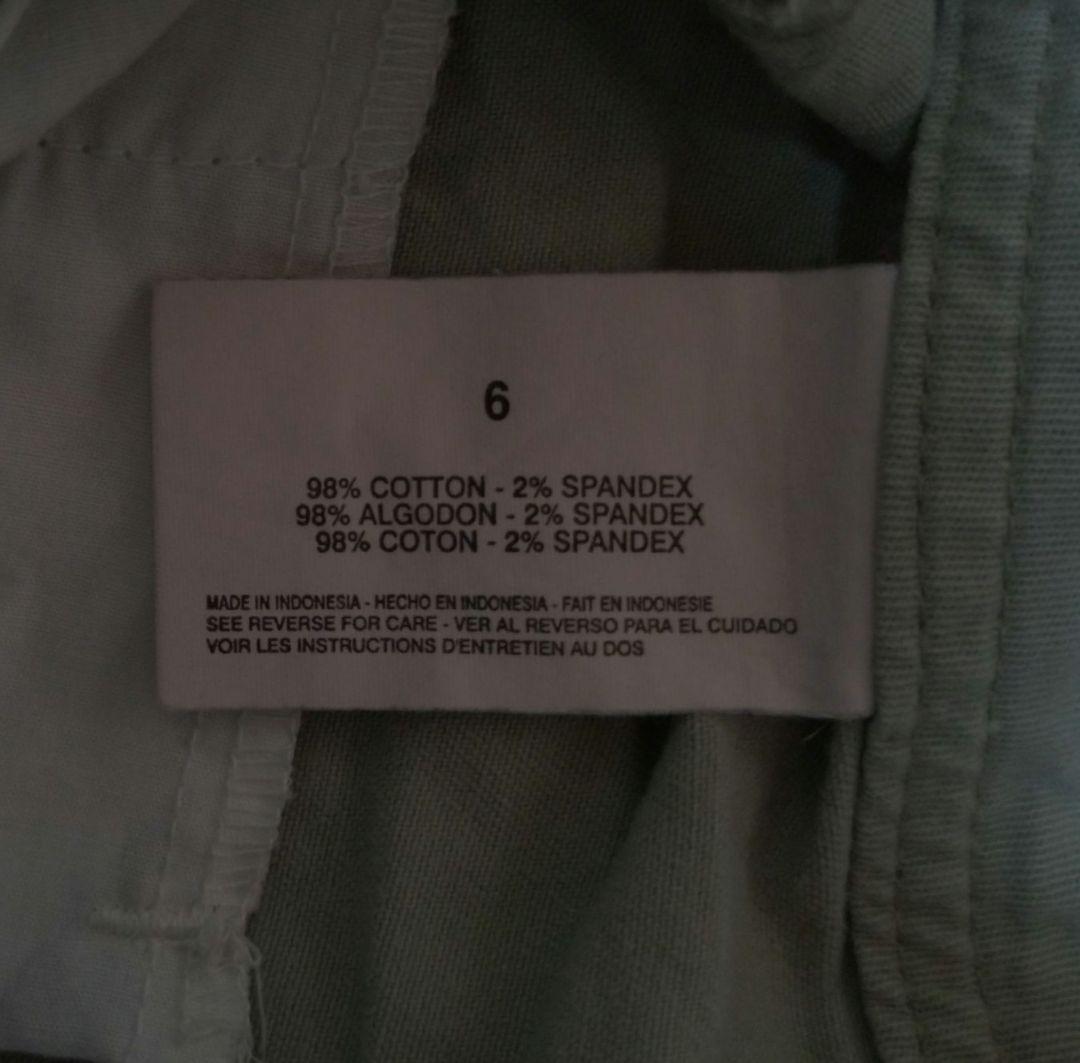 6
98% COTTON - 2% SPANDEX
98% ALGODON - 2% SPANDEX
98% COTON - 2% SPANDEX
MADE IN INDONESIA - HECHO EN INDONESIA - FAIT EN INDONESIE
SEE REVERSE FOR CARE - VER AL REVERSO PARA EL CUIDADO
VOIR LES INSTRUCTIONS D'ENTRETIEN AU DOS